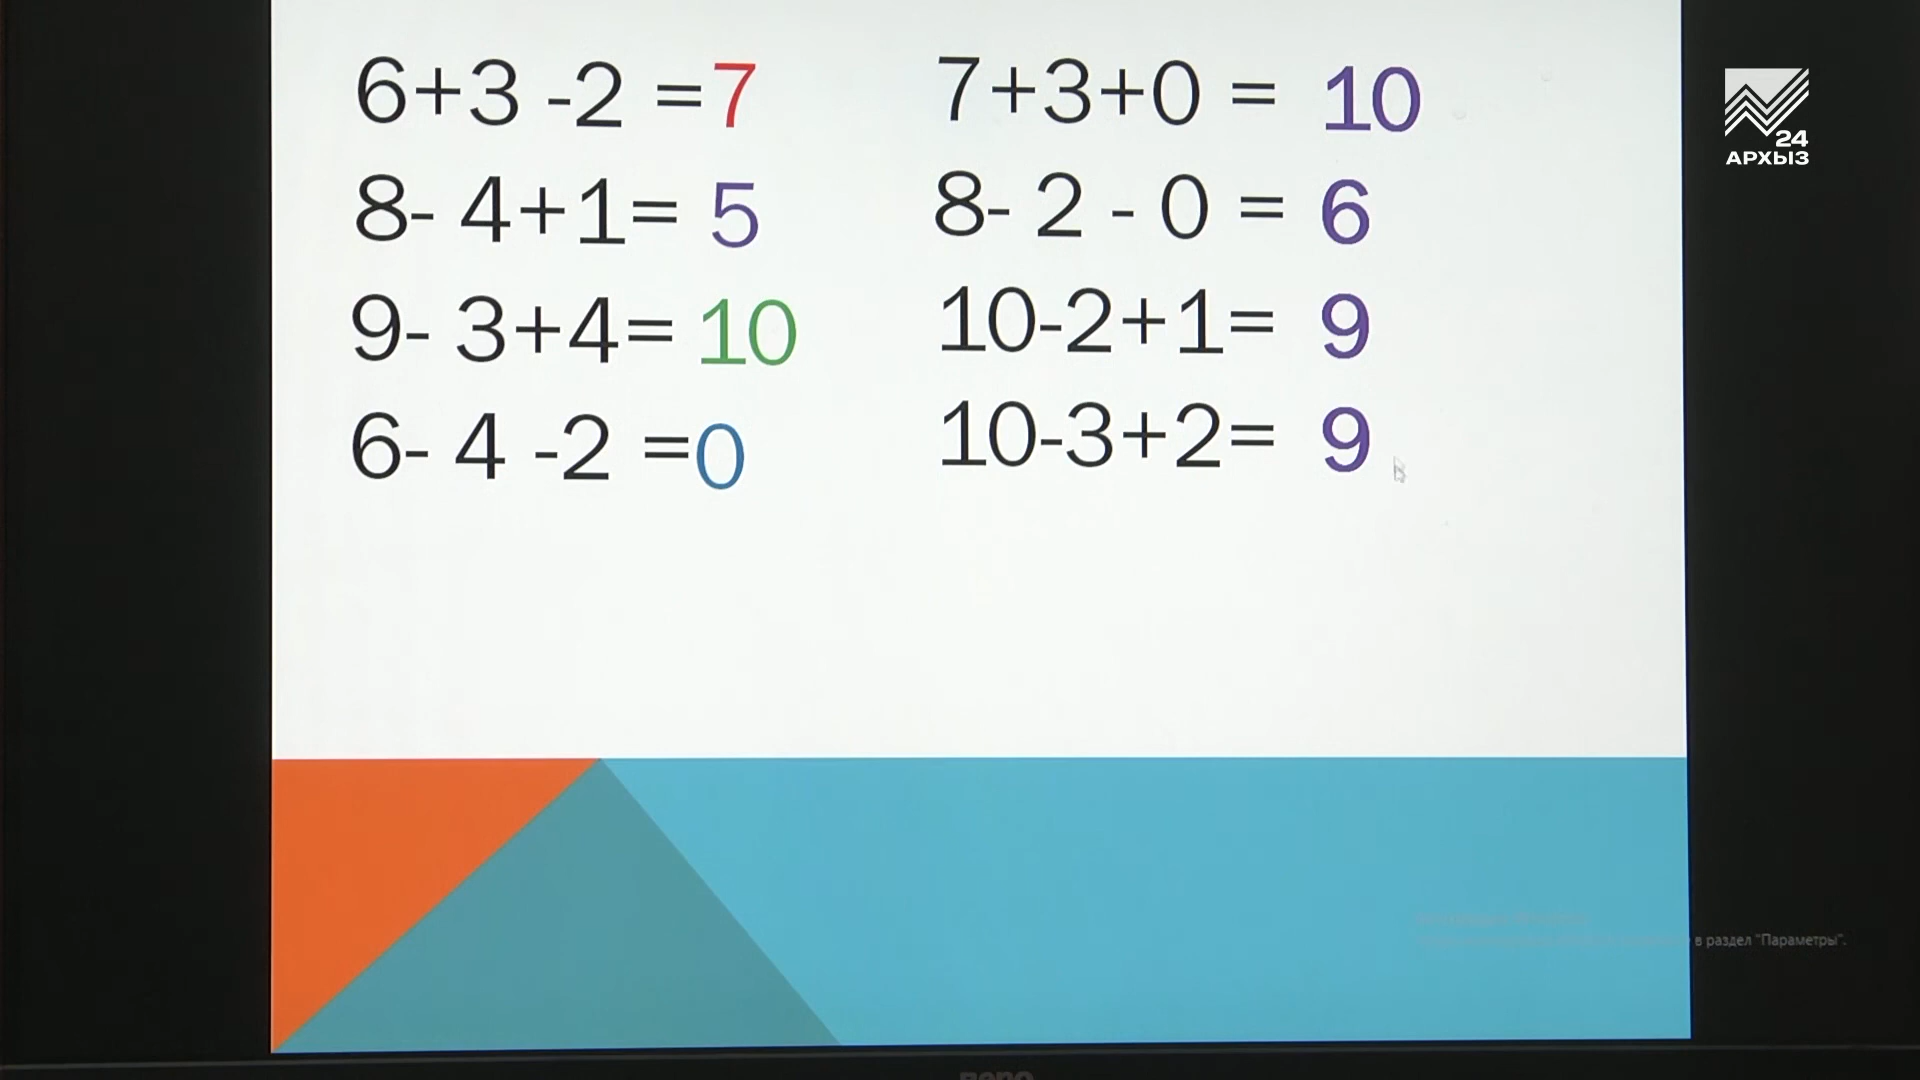 6+3 -2 =7
8- 4+1= 5
9- 3+4= 10
6- 4 -2 =0
7+3+0 = 10
8- 2 - 0 = 6
10-2+1= 9
10-3+2= 9
24
АРХЫЗ
в раздел "Параметры".